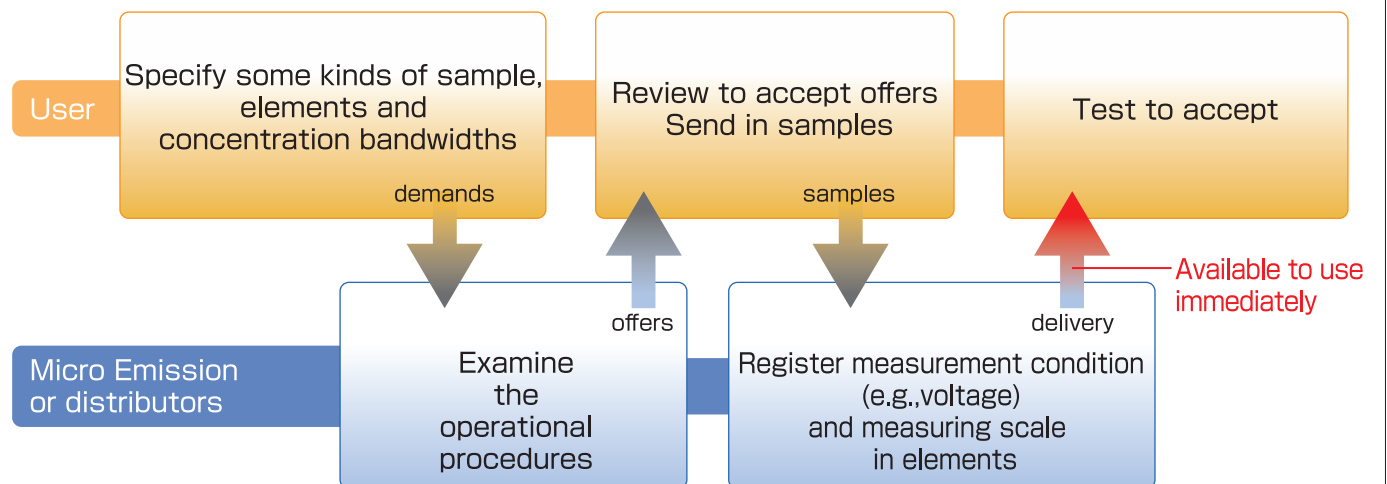 User
Specify some kinds of sample,
elements and
concentration bandwidths
demands
Review to accept offers
Send in samples
samples
Test to accept
Available to use
immediately
Micro Emission
or distributors
offers
Examine
the
operational
procedures
delivery
Register measurement condition
(e.g.,voltage)
and measuring scale
in elements